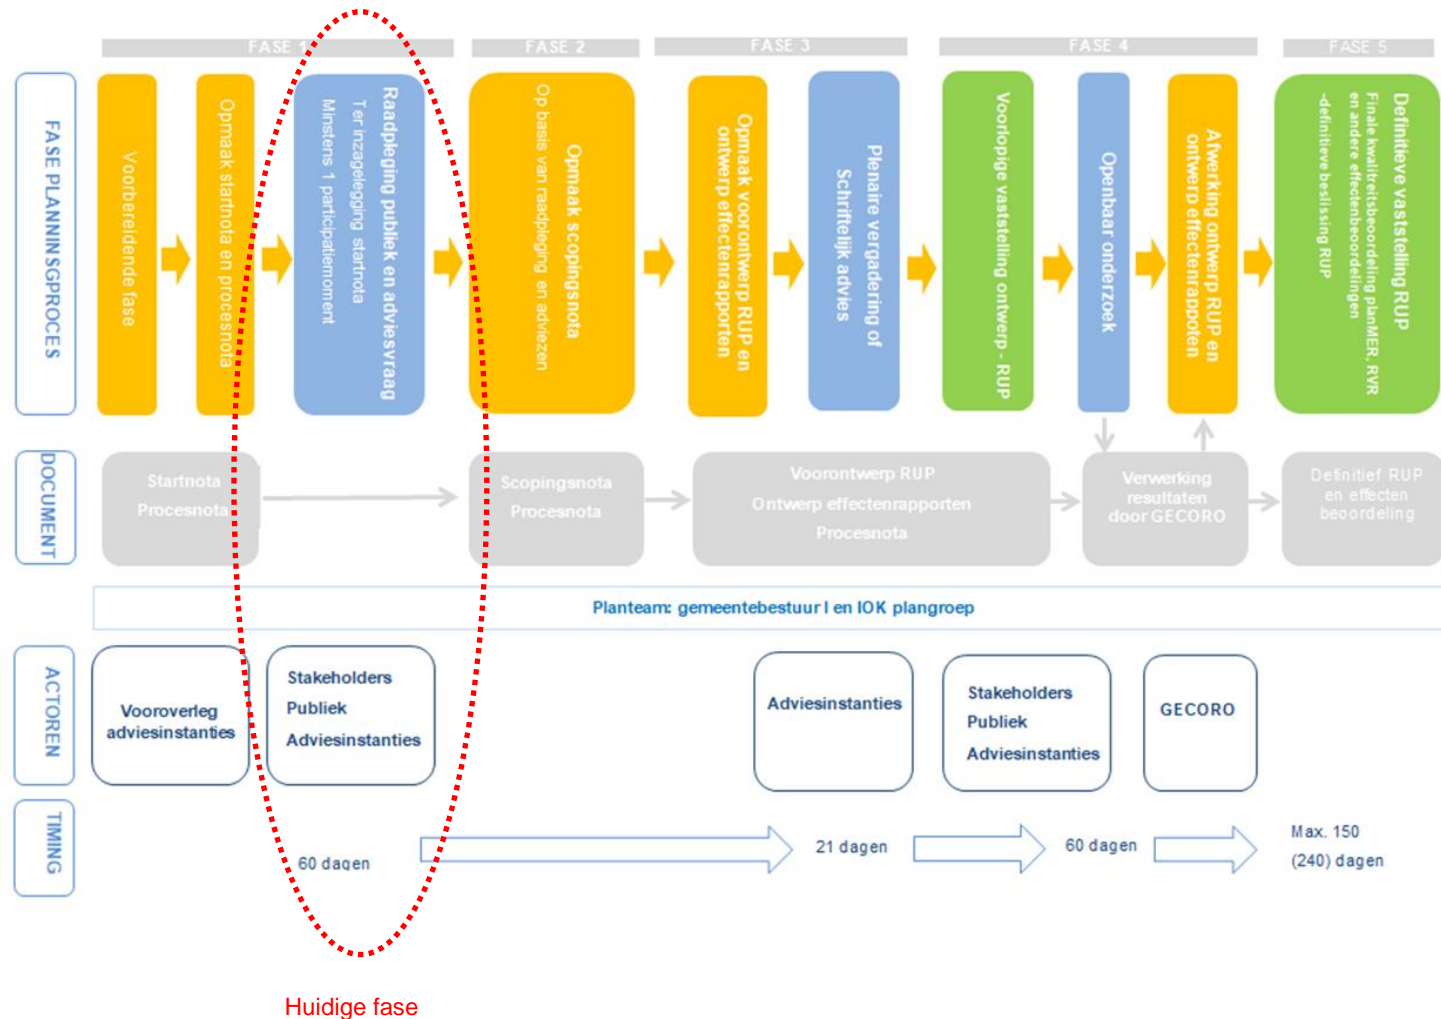 FASE 1
FASE 2
FASE 3
FASE 4
FASE 5
FASE PLANNINSGPROCES
Voorbereidende fase
Opmaak startnota en procesnota
Raadpleging publiek en adviesvraag
Ter inzagelegging startnota
Minstens 1 participatiemoment
Opmaak scopingsnota
Op basis van raadpleging en adviezen
Opmaak voorontwerp RUP en
ontwerp effectenrapporten
Plenaire vergadering of
Schriftelijk advies
Voorlopige vaststelling ontwerp - RUP
Openbaar onderzoek
Afwerking ontwerp RUP en
ontwerp effectenrappoten
Definitieve vaststelling RUP
Finale kwalitreitsbeoordeling planMER, RVR
en andere effectenbeoordelingen
-definitieve beslissing RUP
DOCUMENT
Startnota
Procesnota
Scopingsnota
Procesnota
Voorontwerp RUP
Ontwerp effectenrapporten
Procesnota
Verwerking
resultaten
door GECORO
Definitief RUP
en effecten
beoordeling
Planteam: gemeentebestuur I en IOK plangroep
ACTOREN
Vooroverleg
adviesinstanties
Stakeholders
Publiek
Adviesinstanties
Adviesinstanties
Stakeholders
Publiek
Adviesinstanties
GECORO
TIMING
60 dagen
21 dagen
60 dagen
Max. 150
(240) dagen
Huidige fase